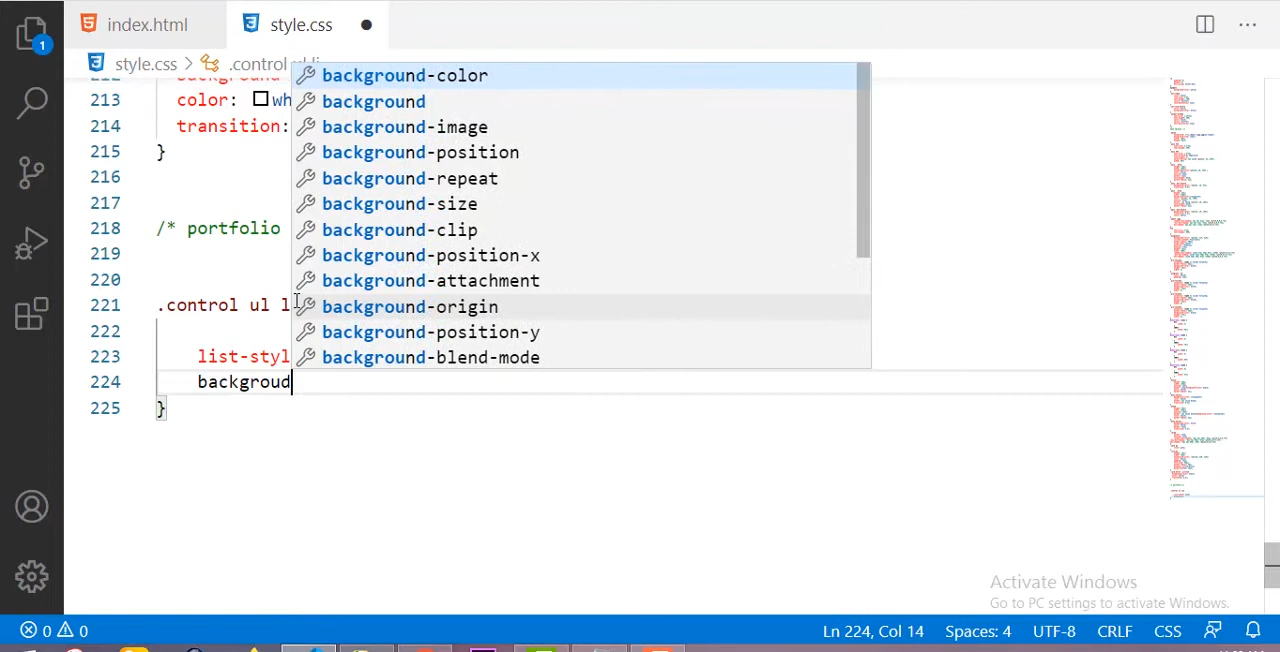 index.html style.css
style.css > .control ul li
background-color
213 color: wh background
214 transition: background-image
215 } background-position
216 background-repeat
217 background-size
218 /* portfolio background-clip
219 background-position-x
220 background-attachment
221 .control ul l background-origin
222 background-position-y
223 list-styl background-blend-mode
224 backgroud
225 }
Activate Windows
Go to PC settings to activate Windows.
0 0 Ln 224, Col 14 Spaces: 4 UTF-8 CRLF CSS
1